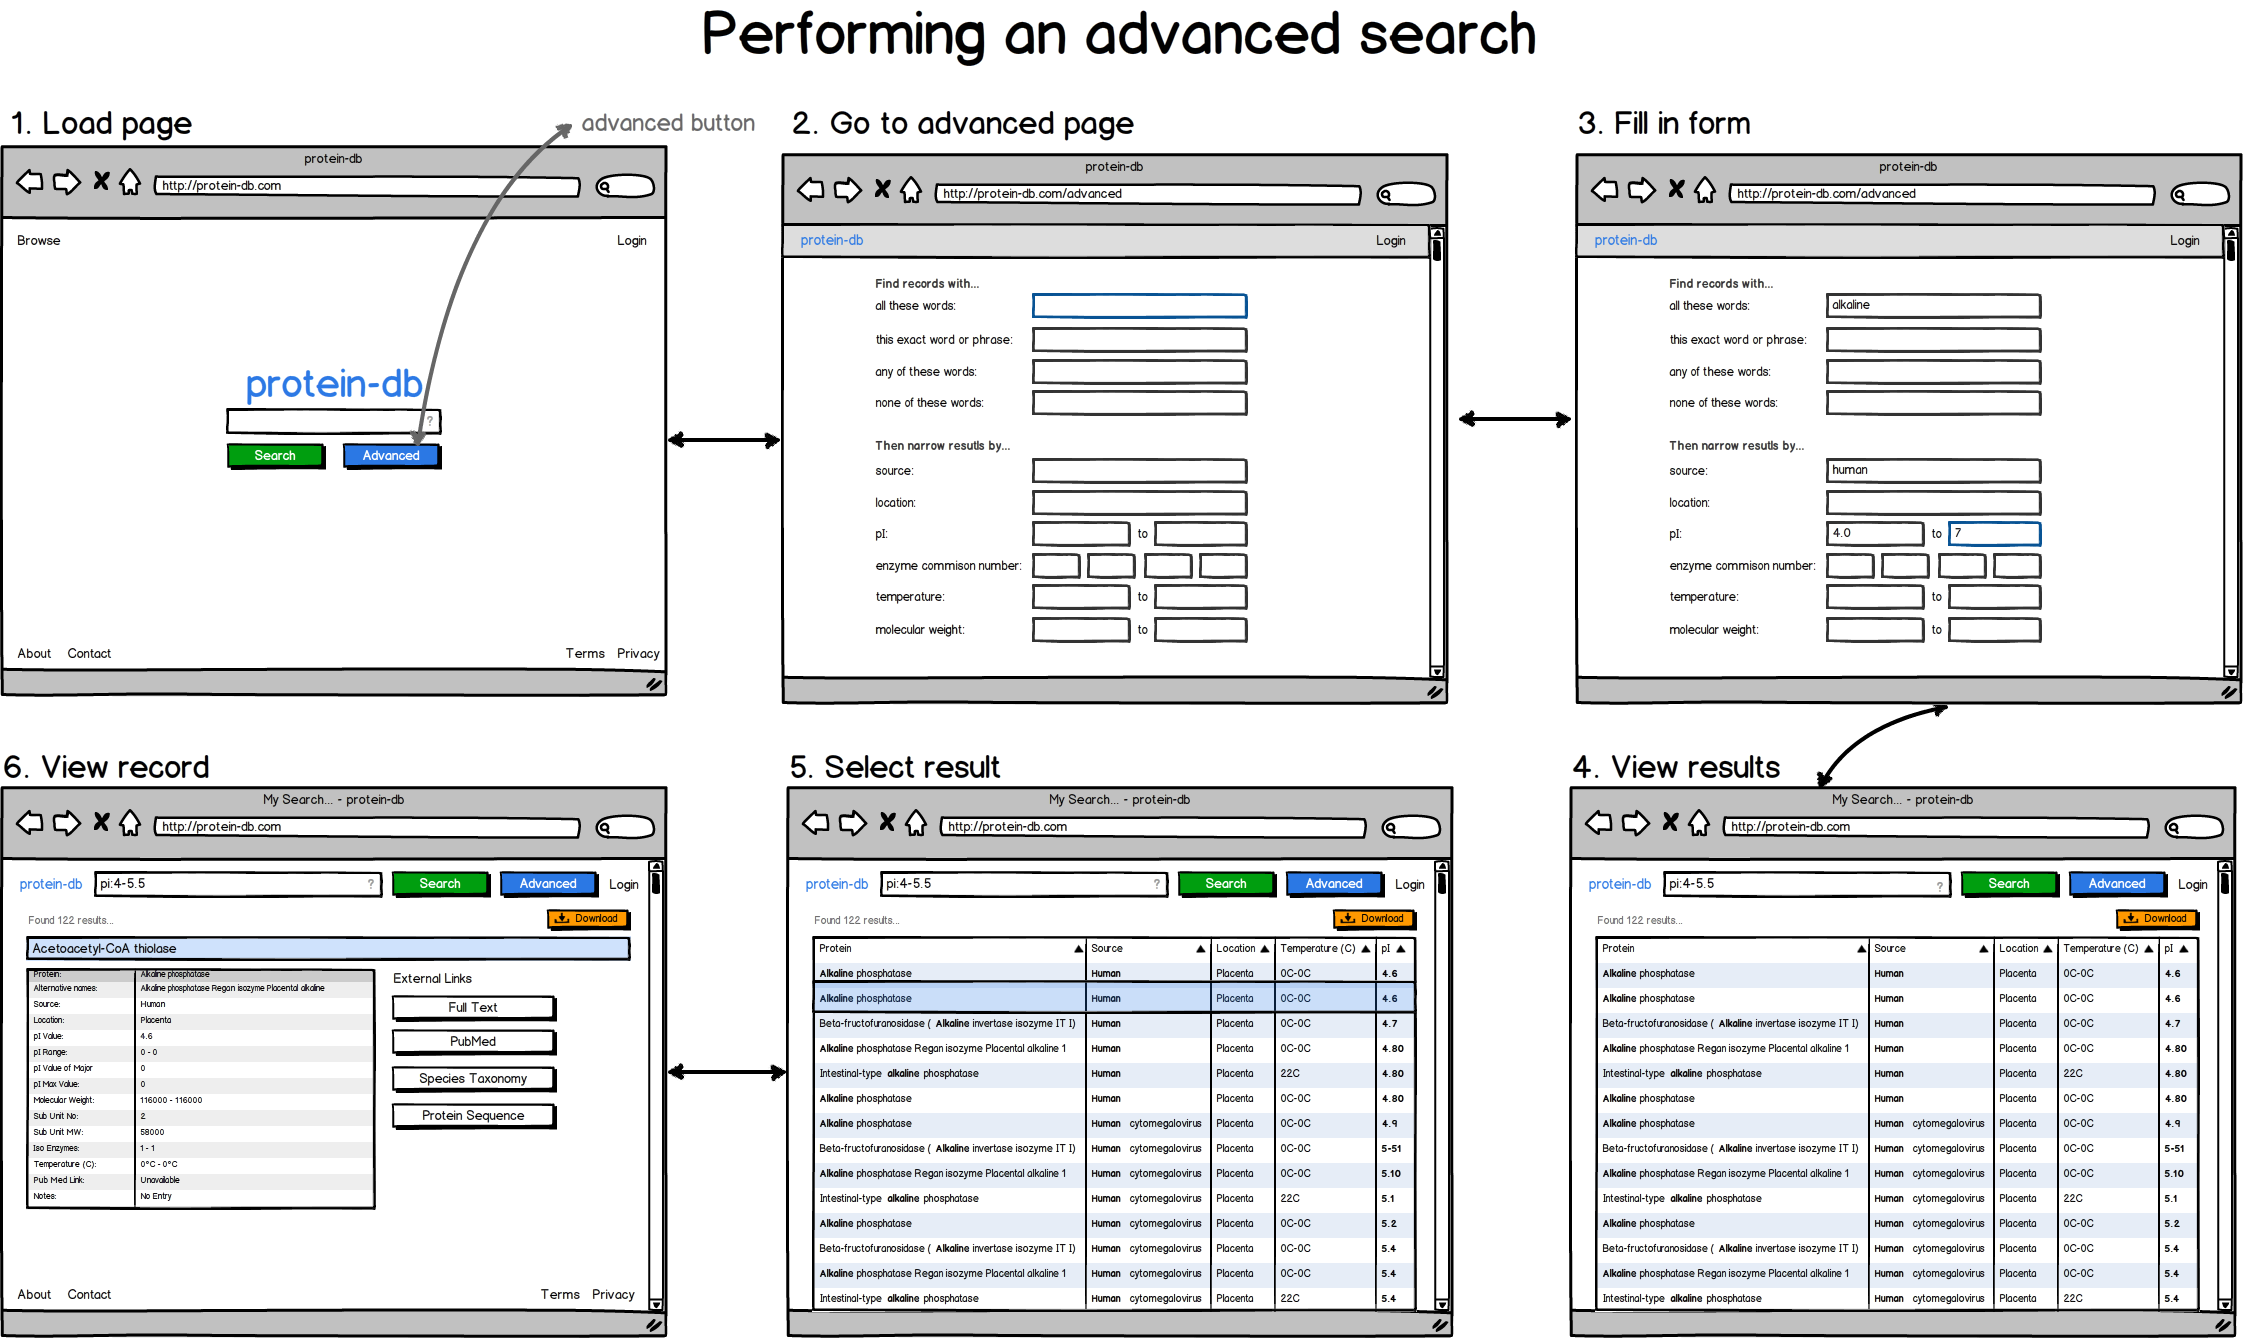 Performing an advanced search
1. Load page
advanced button
protein-db
http://protein-db.com
Browse
Login
protein-db
?
Search
Advanced
About Contact
Terms Privacy
2. Go to advanced page
protein-db
http://protein-db.com/advanced
protein-db
Login
Find records with...
all these words:
this exact word or phrase:
any of these words:
none of these words:
Then narrow resutls by...
source:
location:
pI: to
enzyme commison number:
temperature: to
molecular weight: to
3. Fill in form
protein-db
http://protein-db.com/advanced
protein-db
Login
Find records with...
all these words: alkaline
this exact word or phrase:
any of these words:
none of these words:
Then narrow resutls by...
source: human
location:
pI: 4.0 to 7
enzyme commison number:
temperature: to
molecular weight: to
6. View record
My Search... - protein-db
http://protein-db.com
protein-db pi:4-5.5 ? Search Advanced Login
Found 122 results... Download
Acetoacetyl-CoA thiolase
Protein: Alkaline phosphatase
Alternative names: Alkaline phosphatase Regan isozyme Placental alkaline
Source: Human
Location: Placenta
pI Value: 4.6
pI Range: 0 - 0
pI Value of Major 0
pI Max Value: 0
Molecular Weight: 116000 - 116000
Sub Unit No: 2
Sub Unit MW: 58000
Iso Enzymes: 1 - 1
Temperature (C): 0°C - 0°C
Pub Med Link: Unavailable
Notes: No Entry
External Links
Full Text
PubMed
Species Taxonomy
Protein Sequence
About Contact
Terms Privacy
5. Select result
My Search... - protein-db
http://protein-db.com
protein-db pi:4-5.5 ? Search Advanced Login
Found 122 results... Download
Protein Source Location Temperature (C) pI
Alkaline phosphatase Human Placenta 0C-0C 4.6
Alkaline phosphatase Human Placenta 0C-0C 4.6
Beta-fructofuranosidase ( Alkaline invertase isozyme IT I) Human Placenta 0C-0C 4.7
Alkaline phosphatase Regan isozyme Placental alkaline 1 Human Placenta 0C-0C 4.80
Intestinal-type alkaline phosphatase Human Placenta 22C 4.80
Alkaline phosphatase Human Placenta 0C-0C 4.80
Alkaline phosphatase Human cytomegalovirus Placenta 0C-0C 4.9
Beta-fructofuranosidase ( Alkaline invertase isozyme IT I) Human cytomegalovirus Placenta 0C-0C 5-51
Alkaline phosphatase Regan isozyme Placental alkaline 1 Human cytomegalovirus Placenta 0C-0C 5.10
Intestinal-type alkaline phosphatase Human cytomegalovirus Placenta 22C 5.1
Alkaline phosphatase Human cytomegalovirus Placenta 0C-0C 5.2
Beta-fructofuranosidase ( Alkaline invertase isozyme IT I) Human cytomegalovirus Placenta 0C-0C 5.4
Alkaline phosphatase Regan isozyme Placental alkaline 1 Human cytomegalovirus Placenta 0C-0C 5.4
Intestinal-type alkaline phosphatase Human cytomegalovirus Placenta 22C 5.4
4. View results
My Search... - protein-db
http://protein-db.com
protein-db pi:4-5.5 ? Search Advanced Login
Found 122 results... Download
Protein Source Location Temperature (C) pI
Alkaline phosphatase Human Placenta 0C-0C 4.6
Alkaline phosphatase Human Placenta 0C-0C 4.6
Beta-fructofuranosidase ( Alkaline invertase isozyme IT I) Human Placenta 0C-0C 4.7
Alkaline phosphatase Regan isozyme Placental alkaline 1 Human Placenta 0C-0C 4.80
Intestinal-type alkaline phosphatase Human Placenta 22C 4.80
Alkaline phosphatase Human Placenta 0C-0C 4.80
Alkaline phosphatase Human cytomegalovirus Placenta 0C-0C 4.9
Beta-fructofuranosidase ( Alkaline invertase isozyme IT I) Human cytomegalovirus Placenta 0C-0C 5-51
Alkaline phosphatase Regan isozyme Placental alkaline 1 Human cytomegalovirus Placenta 0C-0C 5.10
Intestinal-type alkaline phosphatase Human cytomegalovirus Placenta 22C 5.1
Alkaline phosphatase Human cytomegalovirus Placenta 0C-0C 5.2
Beta-fructofuranosidase ( Alkaline invertase isozyme IT I) Human cytomegalovirus Placenta 0C-0C 5.4
Alkaline phosphatase Regan isozyme Placental alkaline 1 Human cytomegalovirus Placenta 0C-0C 5.4
Intestinal-type alkaline phosphatase Human cytomegalovirus Placenta 22C 5.4